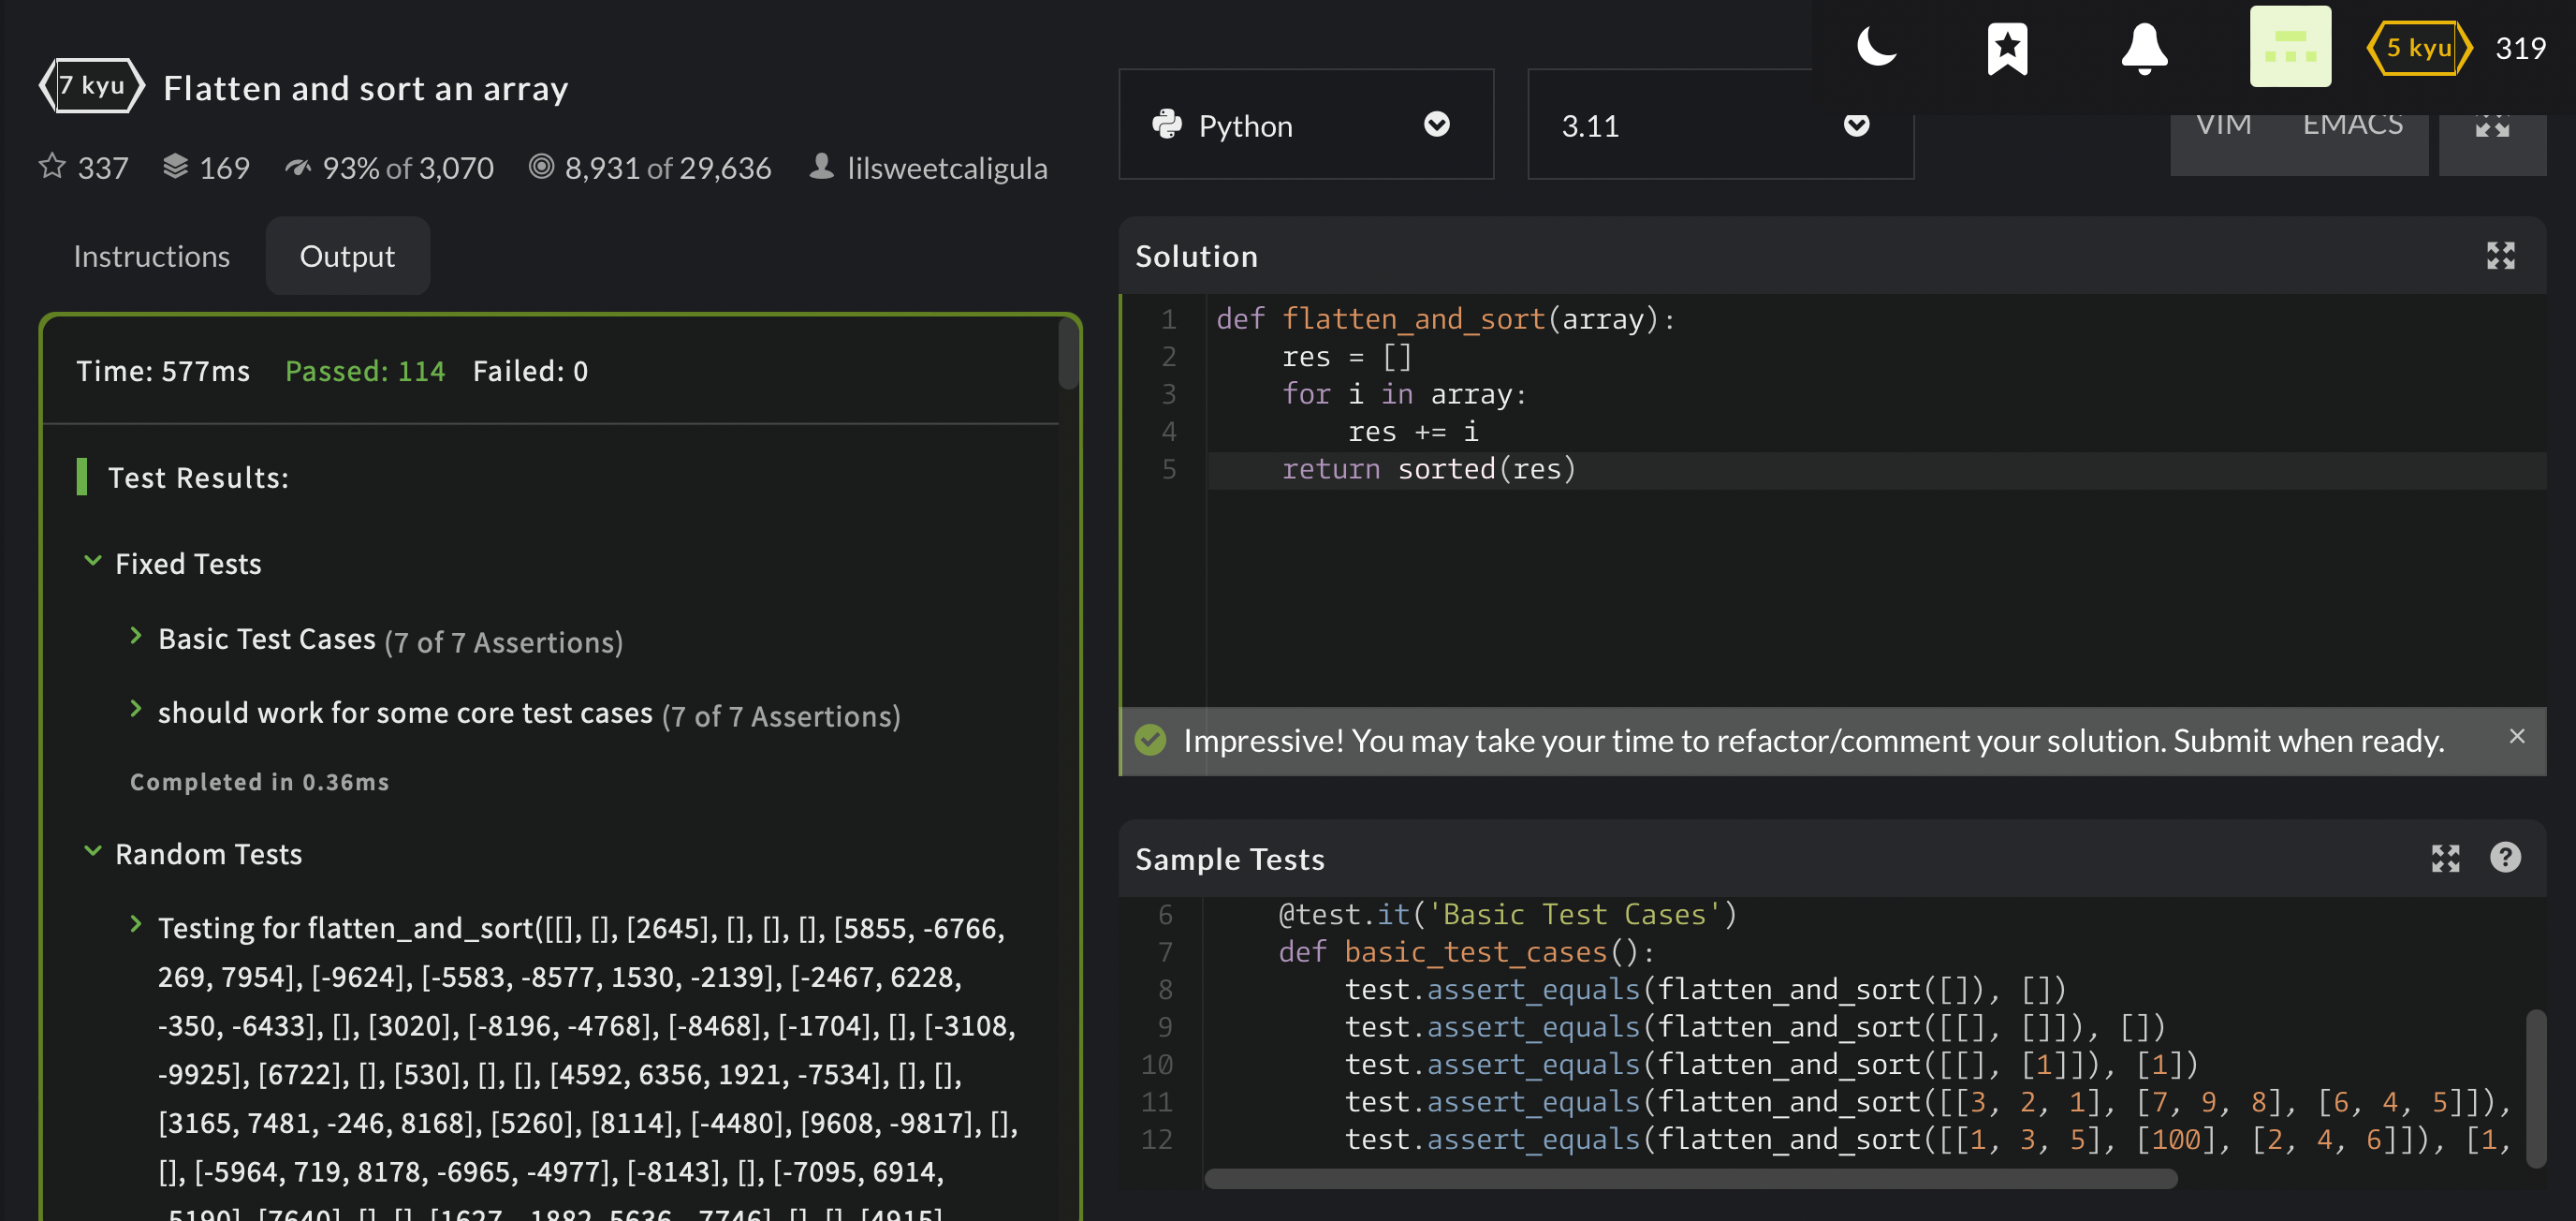 5 kyu 319
7 kyu Flatten and sort an array
337 169 93% of 3,070 8,931 of 29,636 lilsweetcaligula
Python
3.11
VIM EMACS
Instructions
Output
Time: 577ms Passed: 114 Failed: 0
Test Results:
Fixed Tests
Basic Test Cases (7 of 7 Assertions)
should work for some core test cases (7 of 7 Assertions)
Completed in 0.36ms
Random Tests
Testing for flatten_and_sort([[], [], [2645], [], [], [], [5855, -6766,
269, 7954], [-9624], [-5583, -8577, 1530, -2139], [-2467, 6228,
-350, -6433], [], [3020], [-8196, -4768], [-8468], [-1704], [], [-3108,
-9925], [6722], [], [530], [], [], [4592, 6356, 1921, -7534], [], [],
[3165, 7481, -246, 8168], [5260], [8114], [-4480], [9608, -9817], [],
[], [-5964, 719, 8178, -6965, -4977], [-8143], [], [-7095, 6914,
Solution
1 def flatten_and_sort(array):
2 res = []
3 for i in array:
4 res += i
5 return sorted(res)
Impressive! You may take your time to refactor/comment your solution. Submit when ready.
Sample Tests
6 @test.it('Basic Test Cases')
7 def basic_test_cases():
8 test.assert_equals(flatten_and_sort([]), [])
9 test.assert_equals(flatten_and_sort([[], []]), [])
10 test.assert_equals(flatten_and_sort([[], [1]]), [1])
11 test.assert_equals(flatten_and_sort([[3, 2, 1], [7, 9, 8], [6, 4, 5]]),
12 test.assert_equals(flatten_and_sort([[1, 3, 5], [100], [2, 4, 6]]), [1,